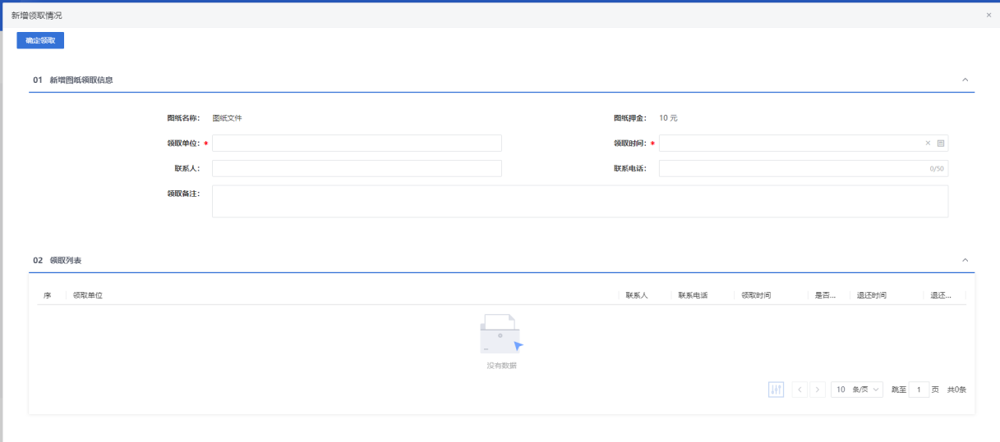 新增领取情况
确定领取
01 新增图纸领取信息
图纸名称： 图纸文件 图纸押金： 10 元
领取单位：* 领取时间：*
联系人： 联系电话： 0/50
领取备注：
02 领取列表
序 领取单位 联系人 联系电话 领取时间 是否... 退还时间 退还...
没有数据
10 条/页 跳至 1 页 共0条